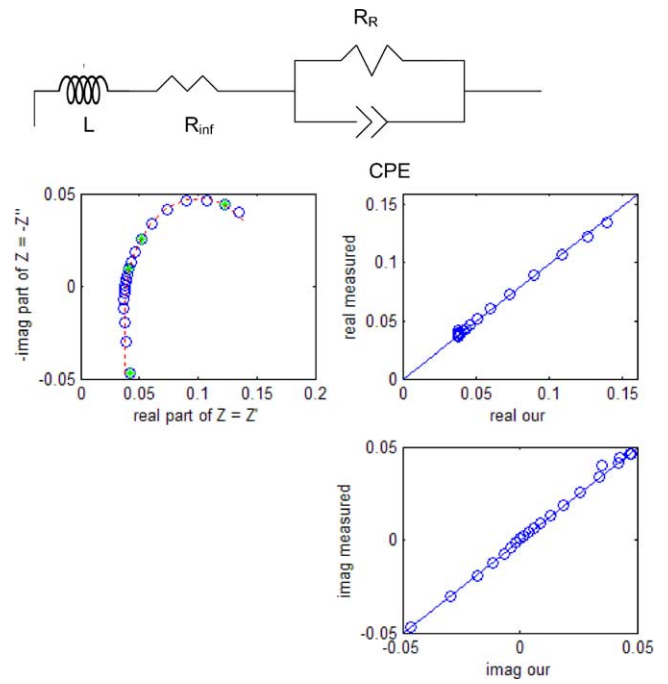 R_R
L
R_inf
CPE
0.05
0
-0.05
0 0.05 0.1 0.15 0.2
-imag part of Z = -Z''
real part of Z = Z'
0.15
0.1
0.05
0
0 0.05 0.1 0.15
real measured
real our
0.05
0
-0.05
-0.05 0 0.05
imag measured
imag our